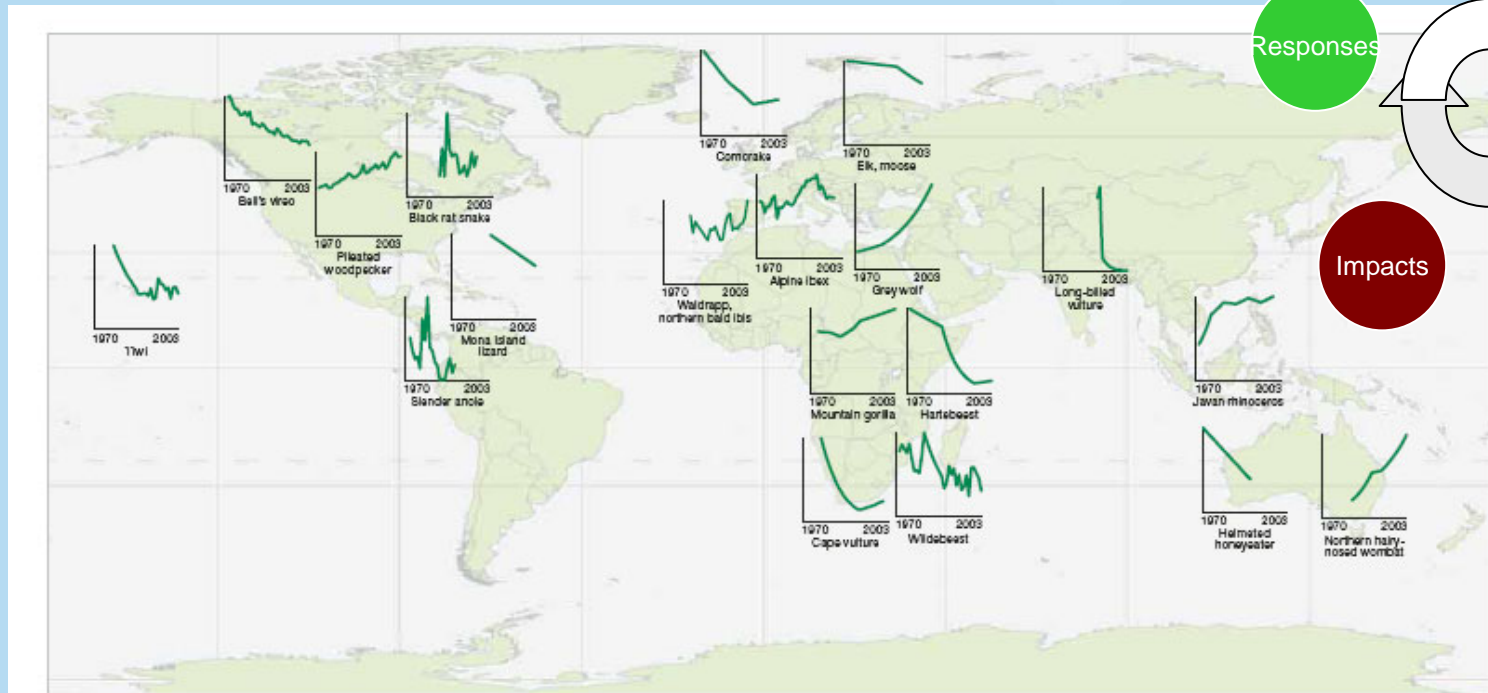 Responses
Impacts
1970 2003
Corncrake
1970 2003
Elk, moose
1970 2003
Bell's vireo
1970 2003
Black rat snake
1970 2003
Pileated
woodpecker
1970 2003
Alpine ibex
1970 2003
Grey wolf
1970 2003
Long-billed
vulture
1970 2003
Waldrapp,
northern bald ibis
1970 2003
Mona Island
lizard
1970 2003
I'iwi
1970 2003
Slender anole
1970 2003
Mountain gorilla
1970 2003
Hartebeest
1970 2003
Javan rhinoceros
1970 2003
Cape vulture
1970 2003
Wildebeest
1970 2003
Helmeted
honeyeater
1970 2003
Northern hairy-
nosed wombat